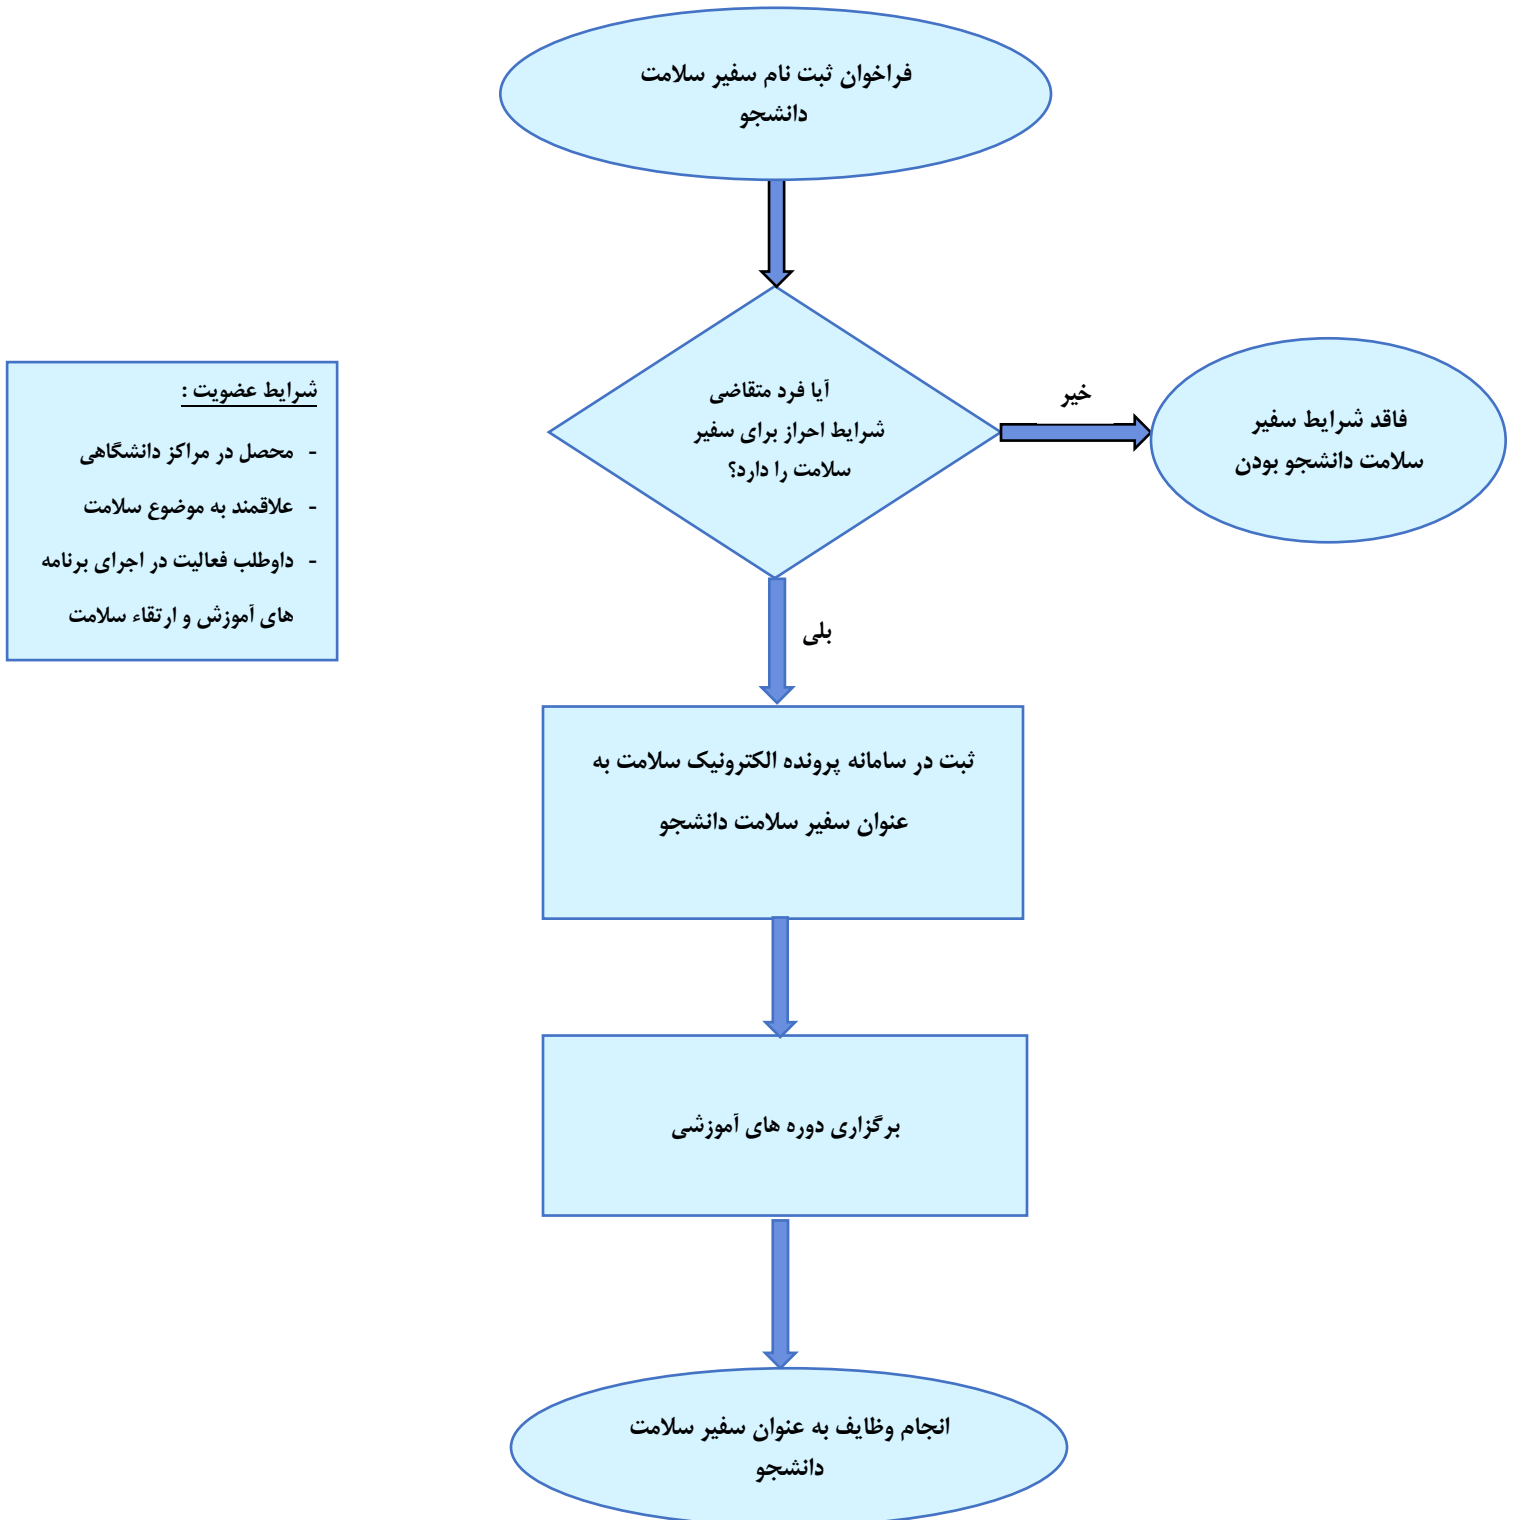 فراخوان ثبت نام سفیر سلامت
دانشجو
آیا فرد متقاضی
شرایط احراز برای سفیر
سلامت را دارد؟
خیر
فاقد شرایط سفیر
سلامت دانشجو بودن
شرایط عضویت :
- محصل در مراکز دانشگاهی
- علاقمند به موضوع سلامت
- داوطلب فعالیت در اجرای برنامه
های آموزش و ارتقاء سلامت
بلی
ثبت در سامانه پرونده الکترونیک سلامت به
عنوان سفیر سلامت دانشجو
برگزاری دوره های آموزشی
انجام وظایف به عنوان سفیر سلامت
دانشجو